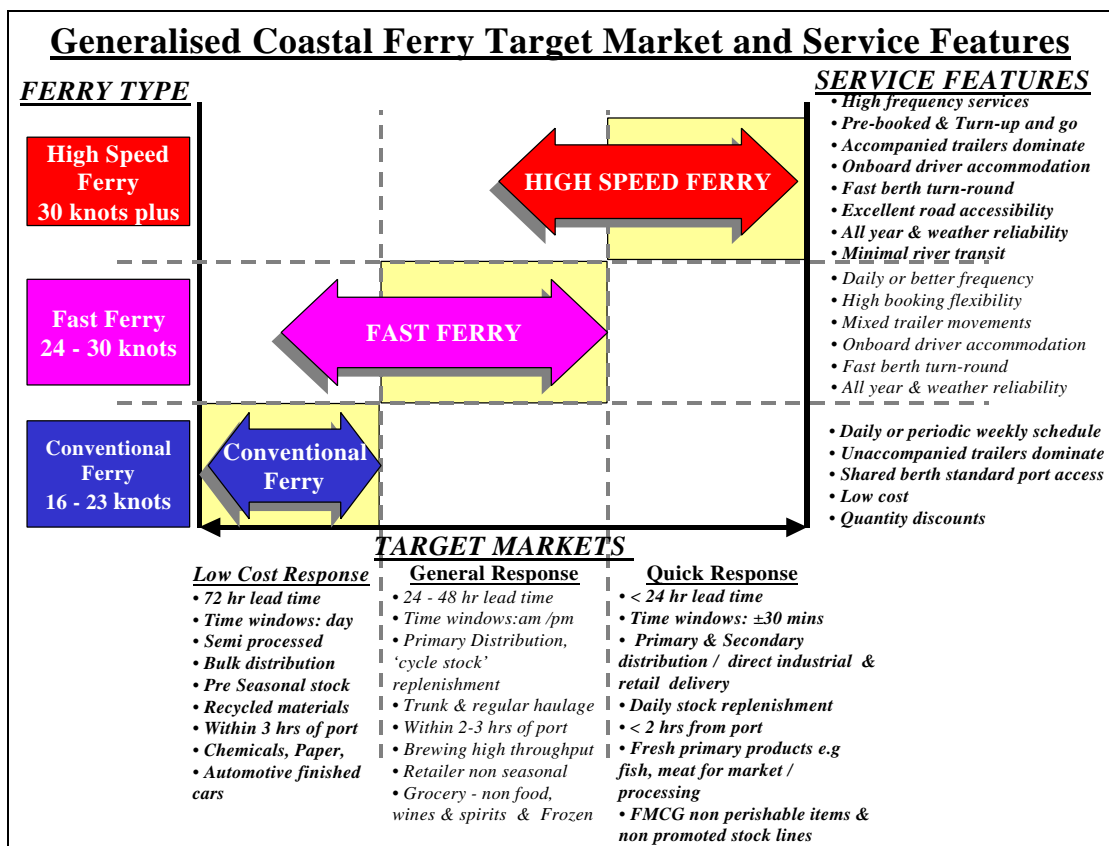 Generalised Coastal Ferry Target Market and Service Features
FERRY TYPE
High Speed
Ferry
30 knots plus
Fast Ferry
24 - 30 knots
Conventional
Ferry
16 - 23 knots
HIGH SPEED FERRY
FAST FERRY
Conventional
Ferry
SERVICE FEATURES
• High frequency services
• Pre-booked & Turn-up and go
• Accompanied trailers dominate
• Onboard driver accommodation
• Fast berth turn-round
• Excellent road accessibility
• All year & weather reliability
• Minimal river transit
• Daily or better frequency
• High booking flexibility
• Mixed trailer movements
• Onboard driver accommodation
• Fast berth turn-round
• All year & weather reliability
• Daily or periodic weekly schedule
• Unaccompanied trailers dominate
• Shared berth standard port access
• Low cost
• Quantity discounts
TARGET MARKETS
Low Cost Response
• 72 hr lead time
• Time windows: day
• Semi processed
• Bulk distribution
• Pre Seasonal stock
• Recycled materials
• Within 3 hrs of port
• Chemicals, Paper,
• Automotive finished
cars
General Response
• 24 - 48 hr lead time
• Time windows:am /pm
• Primary Distribution,
‘cycle stock’
replenishment
• Trunk & regular haulage
• Within 2-3 hrs of port
• Brewing high throughput
• Retailer non seasonal
• Grocery - non food,
wines & spirits & Frozen
Quick Response
• < 24 hr lead time
• Time windows: ±30 mins
• Primary & Secondary
distribution / direct industrial &
retail delivery
• Daily stock replenishment
• < 2 hrs from port
• Fresh primary products e.g
fish, meat for market /
processing
• FMCG non perishable items &
non promoted stock lines